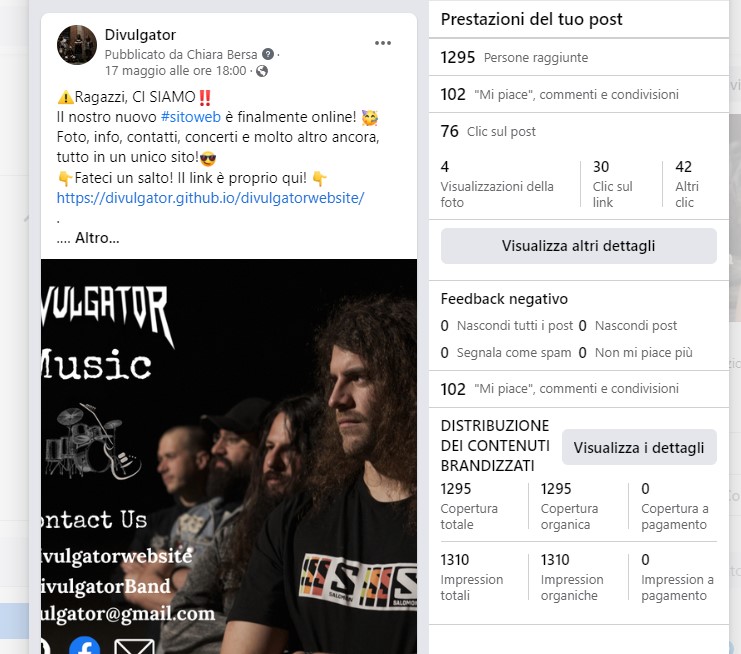 Divulgator
Pubblicato da Chiara Bersa ·
17 maggio alle ore 18:00 ·
⚠️Ragazzi, CI SIAMO‼️
Il nostro nuovo #sitoweb è finalmente online! 🥰
Foto, info, contatti, concerti e molto altro ancora,
tutto in un unico sito!😎
👇Fateci un salto! Il link è proprio qui! 👇
https://divulgator.github.io/divulgatorwebsite/
.
.... Altro...
VULGATOR
Music
ontact Us
ivulgatorwebsite
ivulgatorBand
ulgator@gmail.com
SALOMON
Prestazioni del tuo post
1295 Persone raggiunte
102 "Mi piace", commenti e condivisioni
76 Clic sul post
4 30 42
Visualizzazioni della Clic sul Altri
foto link clic
Visualizza altri dettagli
Feedback negativo
0 Nascondi tutti i post 0 Nascondi post
0 Segnala come spam 0 Non mi piace più
102 "Mi piace", commenti e condivisioni
DISTRIBUZIONE
DEI CONTENUTI
BRANDIZZATI
Visualizza i dettagli
1295 1295 0
Copertura Copertura Copertura a
totale organica pagamento
1310 1310 0
Impression Impression Impression a
totali organiche pagamento